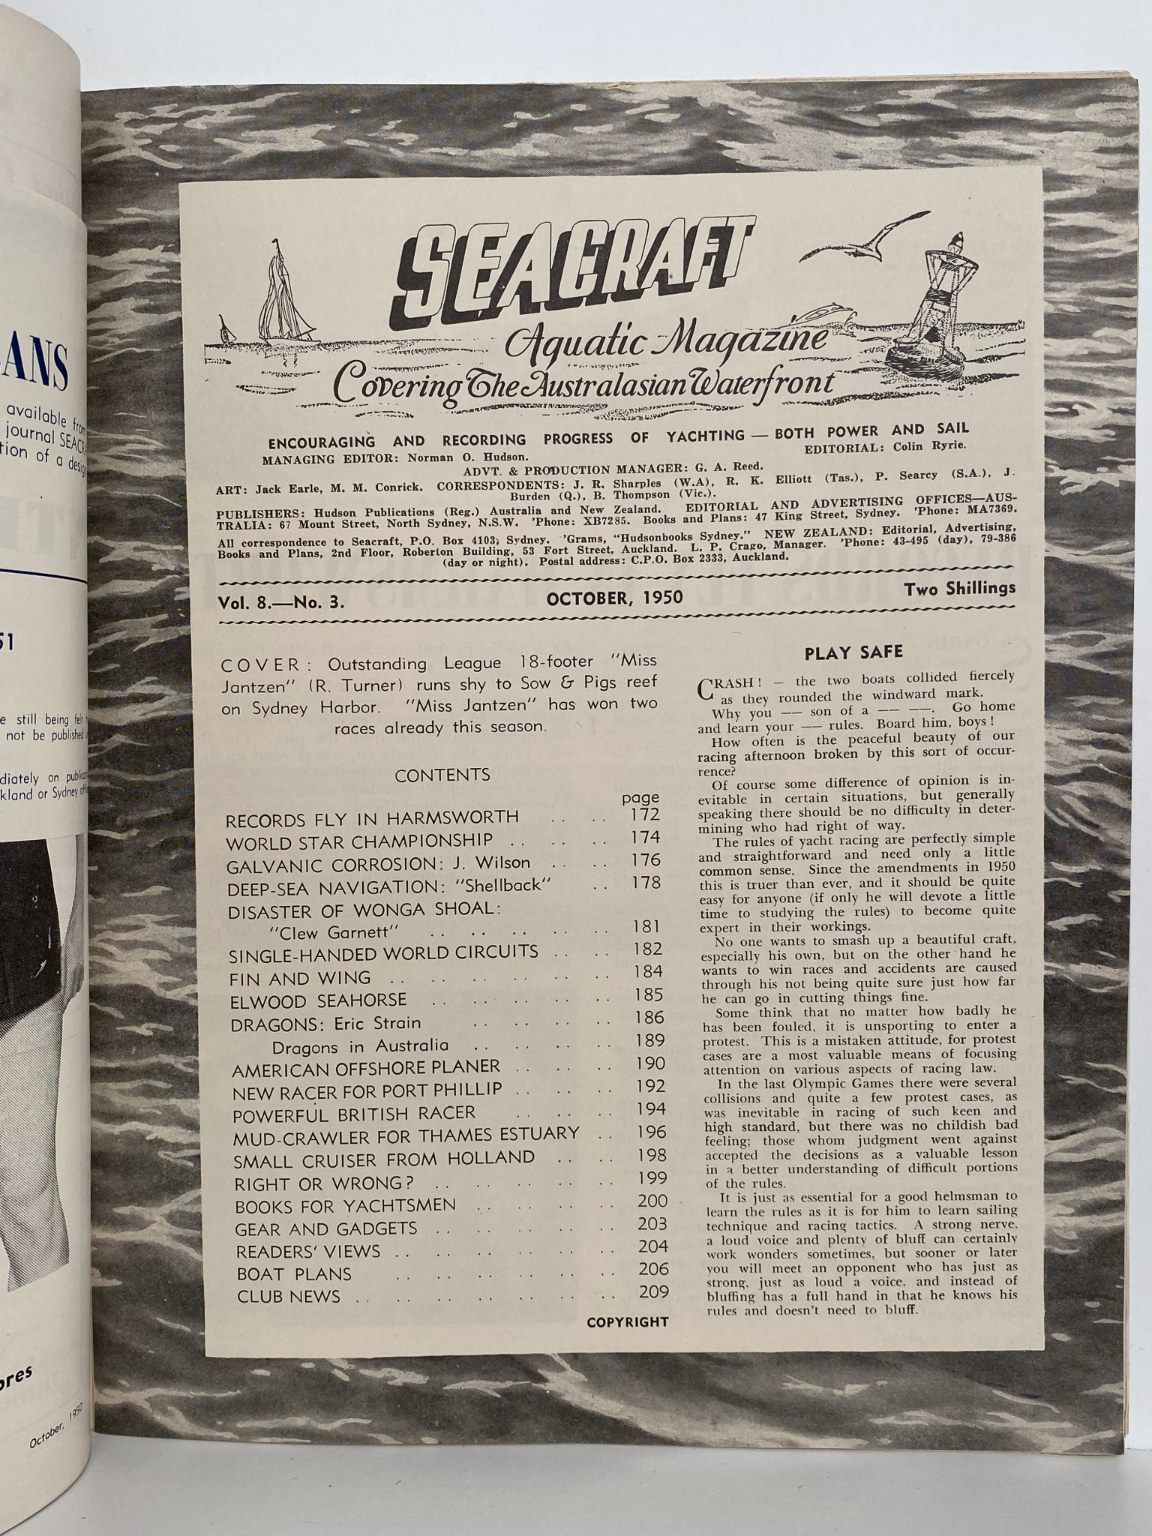 ANS
available
journal
tion of a
51
e still being felt
not be published
diately on
kland or Sydney
ores
October, 1950
SEACRAFT
Aquatic Magazine
Covering The Australasian Waterfront
ENCOURAGING AND RECORDING PROGRESS OF YACHTING — BOTH POWER AND SAIL
MANAGING EDITOR: Norman O. Hudson. EDITORIAL: Colin Ryrie.
ADVT. & PRODUCTION MANAGER: G. A. Reed.
ART: Jack Earle, M. M. Conrick. CORRESPONDENTS: J. R. Sharples (W.A), R. K. Elliott (Tas.), P. Searcy (S.A.), J.
Burden (Q.), B. Thompson (Vic.).
PUBLISHERS: Hudson Publications (Reg.) Australia and New Zealand. EDITORIAL AND ADVERTISING OFFICES—AUS-
TRALIA: 67 Mount Street, North Sydney, N.S.W. 'Phone: XB7285. Books and Plans: 47 King Street, Sydney. 'Phone: MA7369.
All correspondence to Seacraft, P.O. Box 4103, Sydney. 'Grams, "Hudsonbooks Sydney." NEW ZEALAND: Editorial, Advertising,
Books and Plans, 2nd Floor, Roberton Building, 53 Fort Street, Auckland. L. P. Crago, Manager. 'Phone: 43-495 (day), 79-386
(day or night). Postal address: C.P.O. Box 2333, Auckland.
Vol. 8.—No. 3. OCTOBER, 1950 Two Shillings
COVER: Outstanding League 18-footer "Miss
Jantzen" (R. Turner) runs shy to Sow & Pigs reef
on Sydney Harbor. "Miss Jantzen" has won two
races already this season.
CONTENTS
page
RECORDS FLY IN HARMSWORTH . . . . 172
WORLD STAR CHAMPIONSHIP . . . . . . 174
GALVANIC CORROSION: J. Wilson . . . . 176
DEEP-SEA NAVIGATION: "Shellback" . . 178
DISASTER OF WONGA SHOAL:
"Clew Garnett" . . . . . . . . 181
SINGLE-HANDED WORLD CIRCUITS . . . . 182
FIN AND WING . . . . . . . . . . 184
ELWOOD SEAHORSE . . . . . . . . 185
DRAGONS: Eric Strain . . . . . . . . 186
Dragons in Australia . . . . . . . . 189
AMERICAN OFFSHORE PLANER . . . . . . 190
NEW RACER FOR PORT PHILLIP . . . . . . 192
POWERFUL BRITISH RACER . . . . . . 194
MUD-CRAWLER FOR THAMES ESTUARY . . 196
SMALL CRUISER FROM HOLLAND . . . . 198
RIGHT OR WRONG? . . . . . . . . 199
BOOKS FOR YACHTSMEN . . . . . . . . 200
GEAR AND GADGETS . . . . . . . . 203
READERS' VIEWS . . . . . . . . . . 204
BOAT PLANS . . . . . . . . . . 206
CLUB NEWS . . . . . . . . . . . . 209
COPYRIGHT
PLAY SAFE
CRASH! — the two boats collided fiercely
as they rounded the windward mark.
Why you —— son of a —— ——. Go home
and learn your —— rules. Board him, boys!
How often is the peaceful beauty of our
racing afternoon broken by this sort of occur-
rence?
Of course some difference of opinion is in-
evitable in certain situations, but generally
speaking there should be no difficulty in deter-
mining who had right of way.
The rules of yacht racing are perfectly simple
and straightforward and need only a little
common sense. Since the amendments in 1950
this is truer than ever, and it should be quite
easy for anyone (if only he will devote a little
time to studying the rules) to become quite
expert in their workings.
No one wants to smash up a beautiful craft,
especially his own, but on the other hand he
wants to win races and accidents are caused
through his not being quite sure just how far
he can go in cutting things fine.
Some think that no matter how badly he
has been fouled, it is unsporting to enter a
protest. This is a mistaken attitude, for protest
cases are a most valuable means of focusing
attention on various aspects of racing law.
In the last Olympic Games there were several
collisions and quite a few protest cases, as
was inevitable in racing of such keen and
high standard, but there was no childish bad
feeling; those whom judgment went against
accepted the decisions as a valuable lesson
in a better understanding of difficult portions
of the rules.
It is just as essential for a good helmsman to
learn the rules as it is for him to learn sailing
technique and racing tactics. A strong nerve,
a loud voice and plenty of bluff can certainly
work wonders sometimes, but sooner or later
you will meet an opponent who has just as
strong, just as loud a voice, and instead of
bluffing has a full hand in that he knows his
rules and doesn't need to bluff.